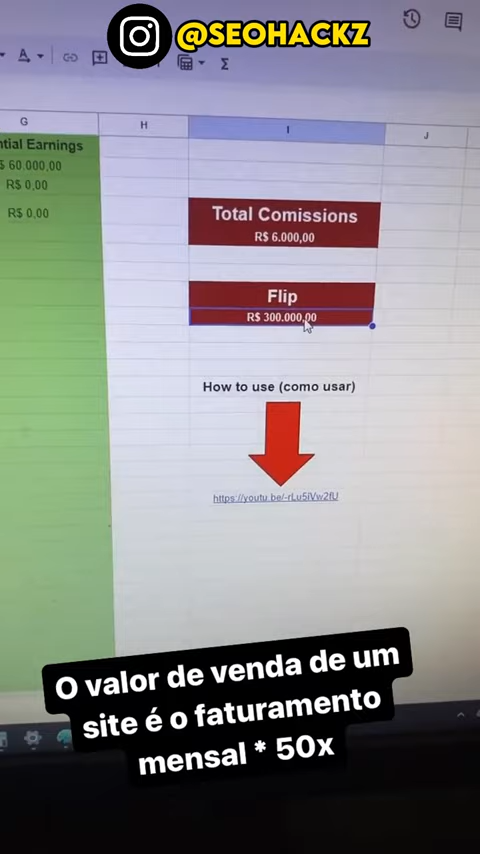 @SEOHACKZ
G
H
I
J
ntial Earnings
$ 60.000,00
R$ 0,00
R$ 0,00
Total Comissions
R$ 6.000,00
Flip
R$ 300.000,00
How to use (como usar)
https://youtu.be/-rLu5iVw2fU
O valor de venda de um
site é o faturamento
mensal * 50x